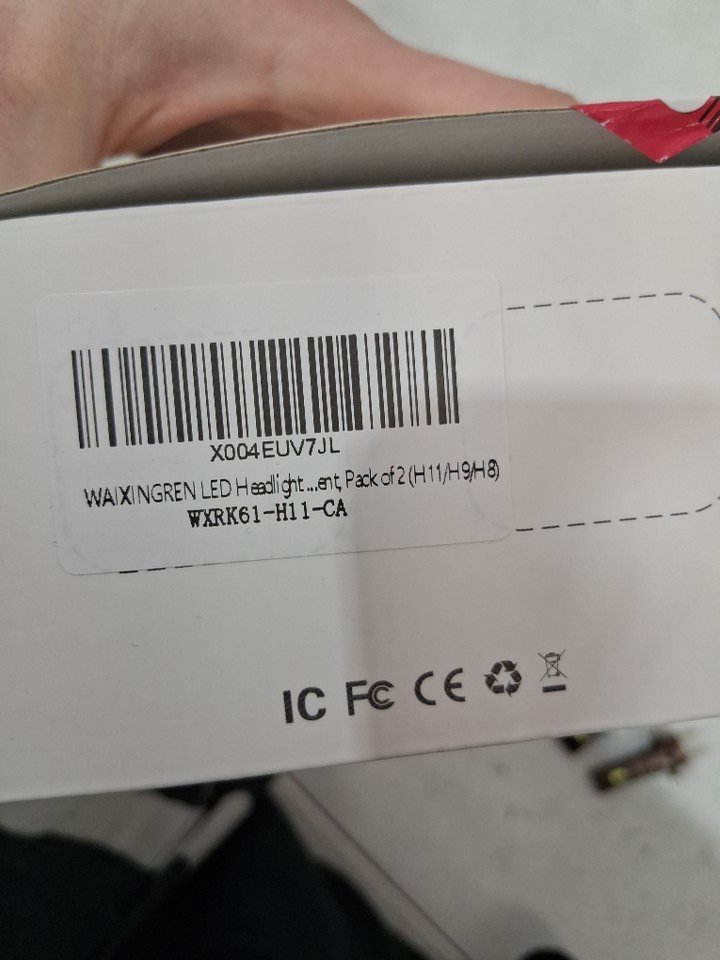 X004EUV7JL
WAIXINGREN LED Headlight...ent, Pack of 2 (H11/H9/H8)
WXRK61-H11-CA
IC FC CE